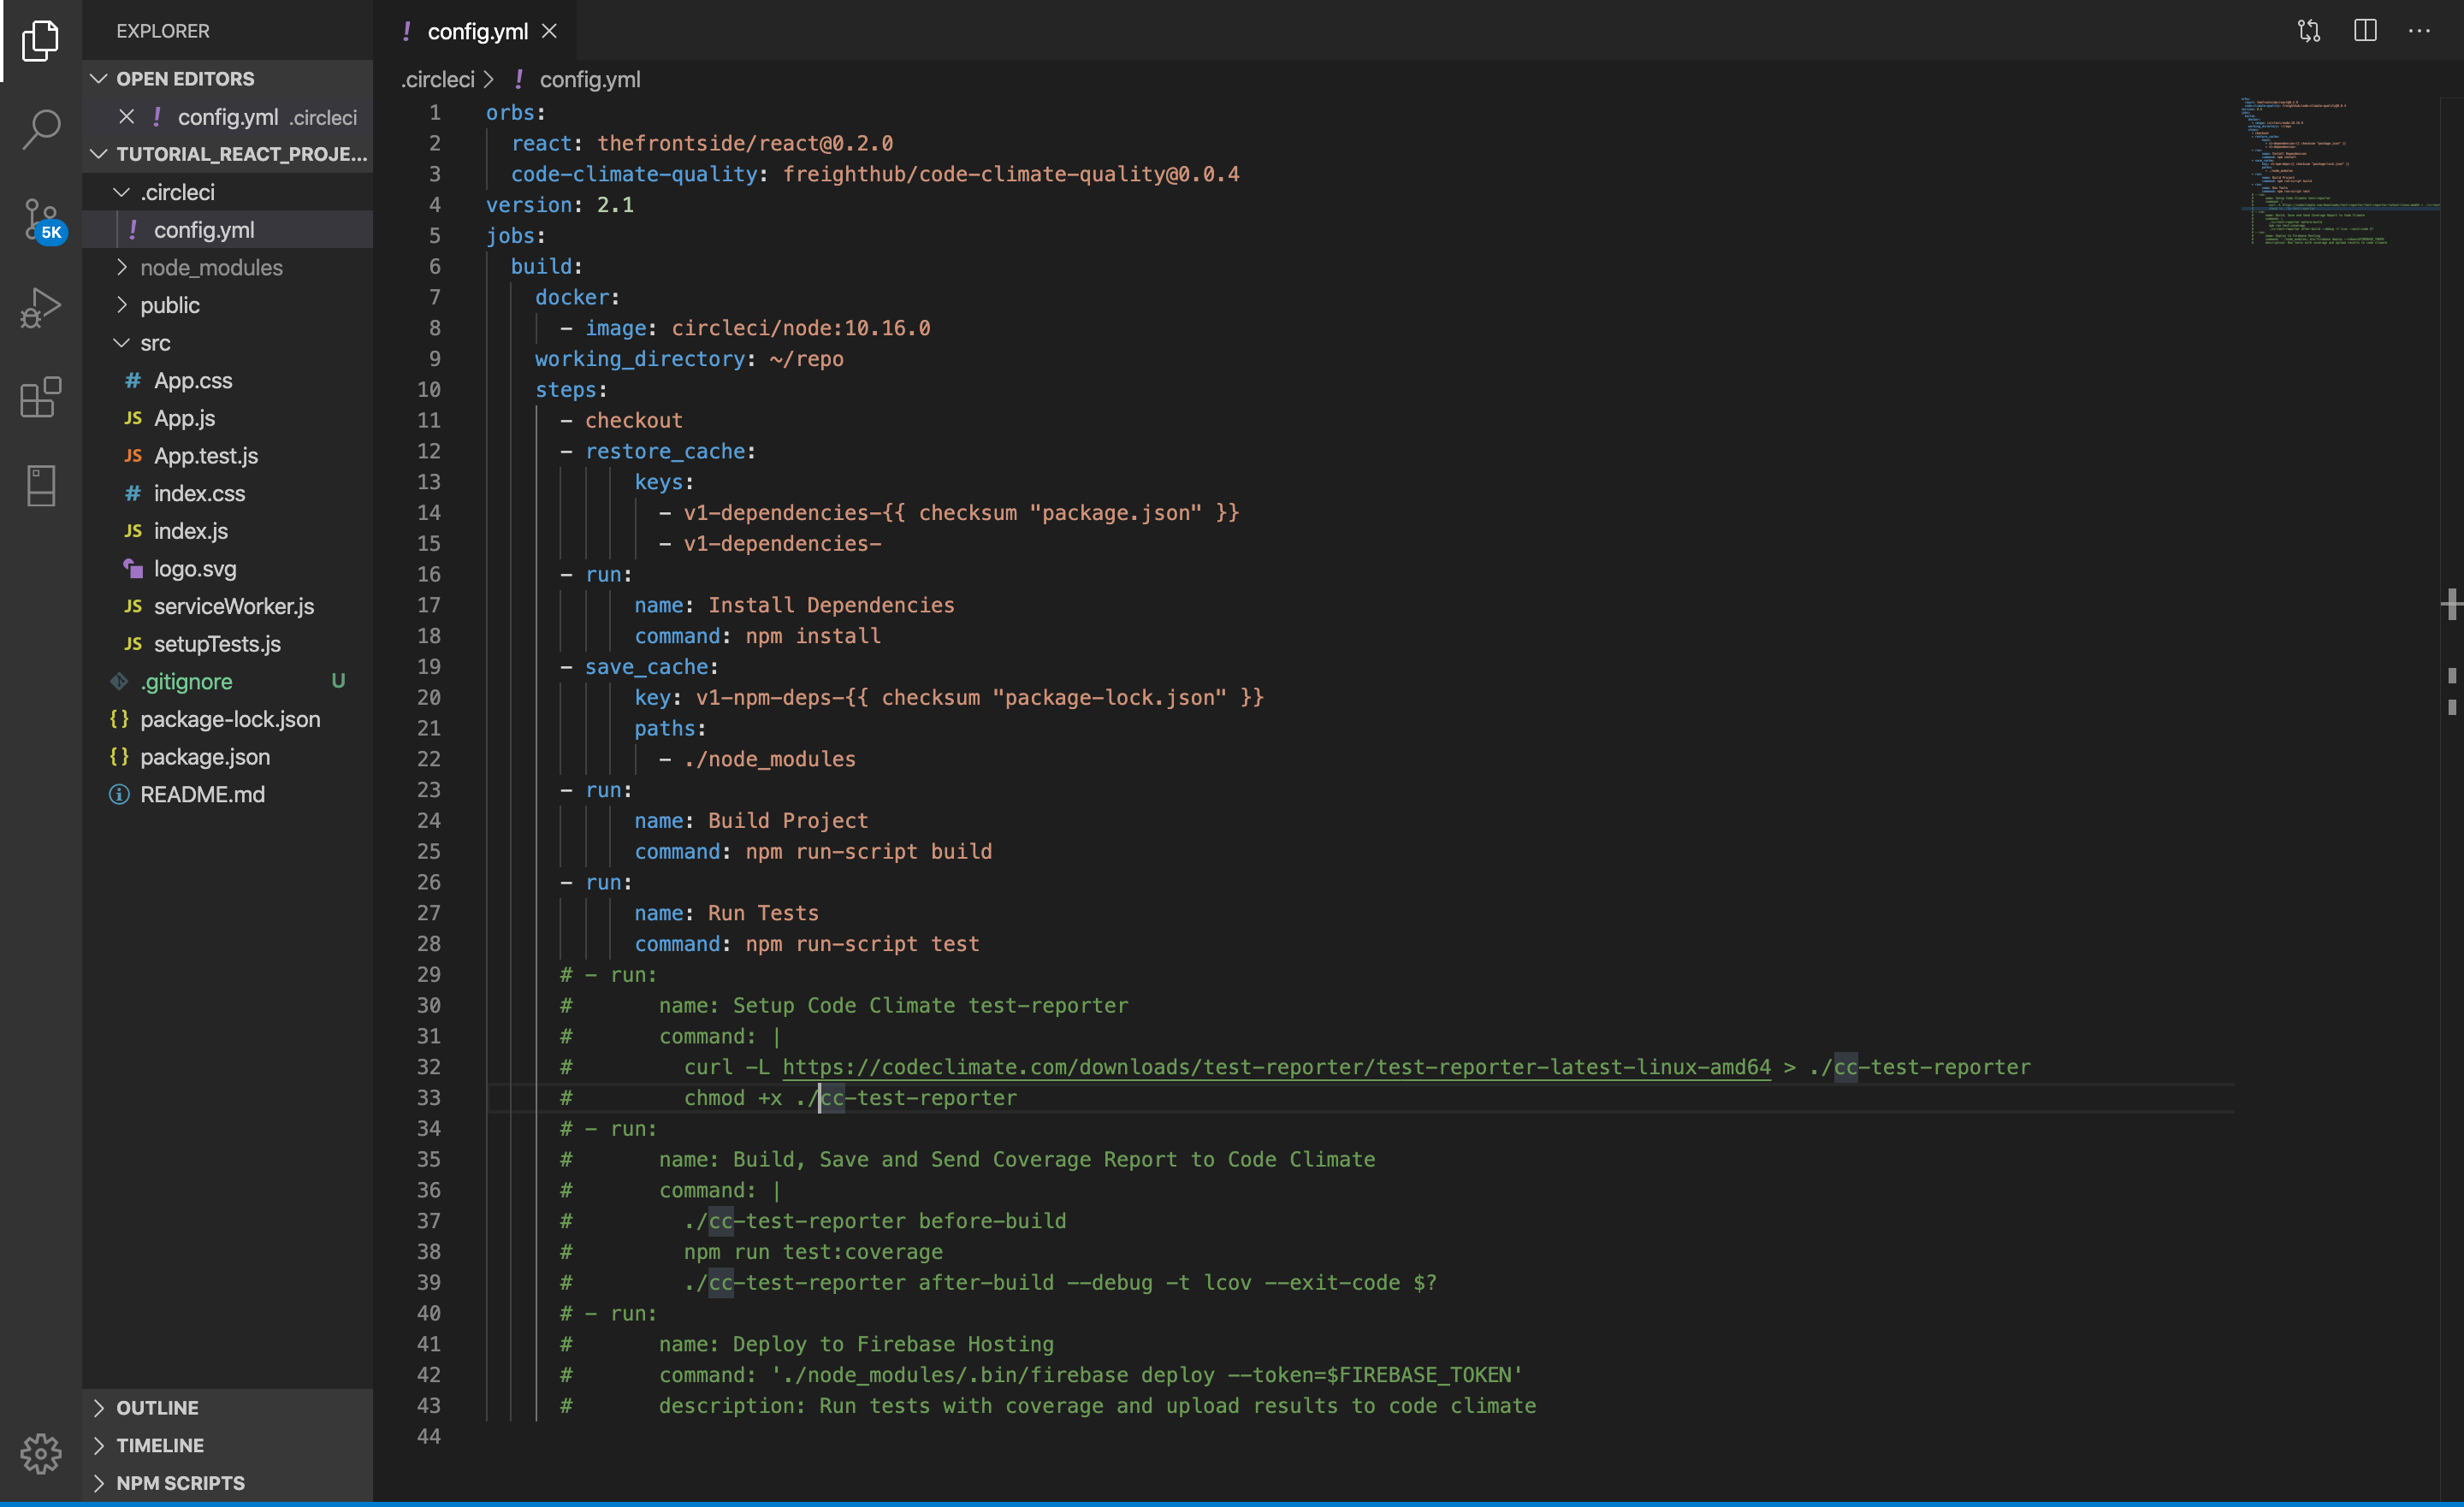 EXPLORER
OPEN EDITORS
config.yml .circleci
TUTORIAL_REACT_PROJE...
.circleci
config.yml
node_modules
public
src
App.css
App.js
App.test.js
index.css
index.js
logo.svg
serviceWorker.js
setupTests.js
.gitignore U
package-lock.json
package.json
README.md
OUTLINE
TIMELINE
NPM SCRIPTS
5K
config.yml
.circleci > ! config.yml
1 orbs:
2   react: thefrontside/react@0.2.0
3   code-climate-quality: freighthub/code-climate-quality@0.0.4
4 version: 2.1
5 jobs:
6   build:
7     docker:
8       - image: circleci/node:10.16.0
9     working_directory: ~/repo
10     steps:
11       - checkout
12       - restore_cache:
13             keys:
14               - v1-dependencies-{{ checksum "package.json" }}
15               - v1-dependencies-
16       - run:
17             name: Install Dependencies
18             command: npm install
19       - save_cache:
20             key: v1-npm-deps-{{ checksum "package-lock.json" }}
21             paths:
22               - ./node_modules
23       - run:
24             name: Build Project
25             command: npm run-script build
26       - run:
27             name: Run Tests
28             command: npm run-script test
29       # - run:
30       #       name: Setup Code Climate test-reporter
31       #       command: |
32       #         curl -L https://codeclimate.com/downloads/test-reporter/test-reporter-latest-linux-amd64 > ./cc-test-reporter
33       #         chmod +x ./cc-test-reporter
34       # - run:
35       #       name: Build, Save and Send Coverage Report to Code Climate
36       #       command: |
37       #         ./cc-test-reporter before-build
38       #         npm run test:coverage
39       #         ./cc-test-reporter after-build --debug -t lcov --exit-code $?
40       # - run:
41       #       name: Deploy to Firebase Hosting
42       #       command: './node_modules/.bin/firebase deploy --token=$FIREBASE_TOKEN'
43       #       description: Run tests with coverage and upload results to code climate
44